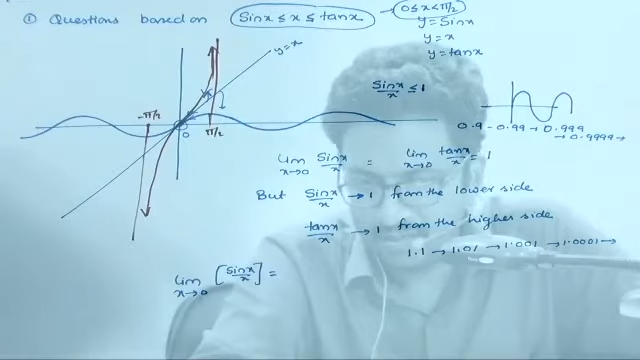 ① Questions based on Sinx ≤ x ≤ tanx → 0≤x<π/2
y = Sinx
y = x
y = tanx
y=x
-π/2
0
π/2
Sinx/x ≤ 1
0.9 → 0.99 → 0.999
→ 0.9999 →
Lim x→0 Sinx/x = Lim x→0 tanx/x = 1
But Sinx/x → 1 from the lower side
tanx/x → 1 from the higher side
1.1 → 1.01 → 1.001 → 1.0001 →
Lim x→0 [Sinx/x] =